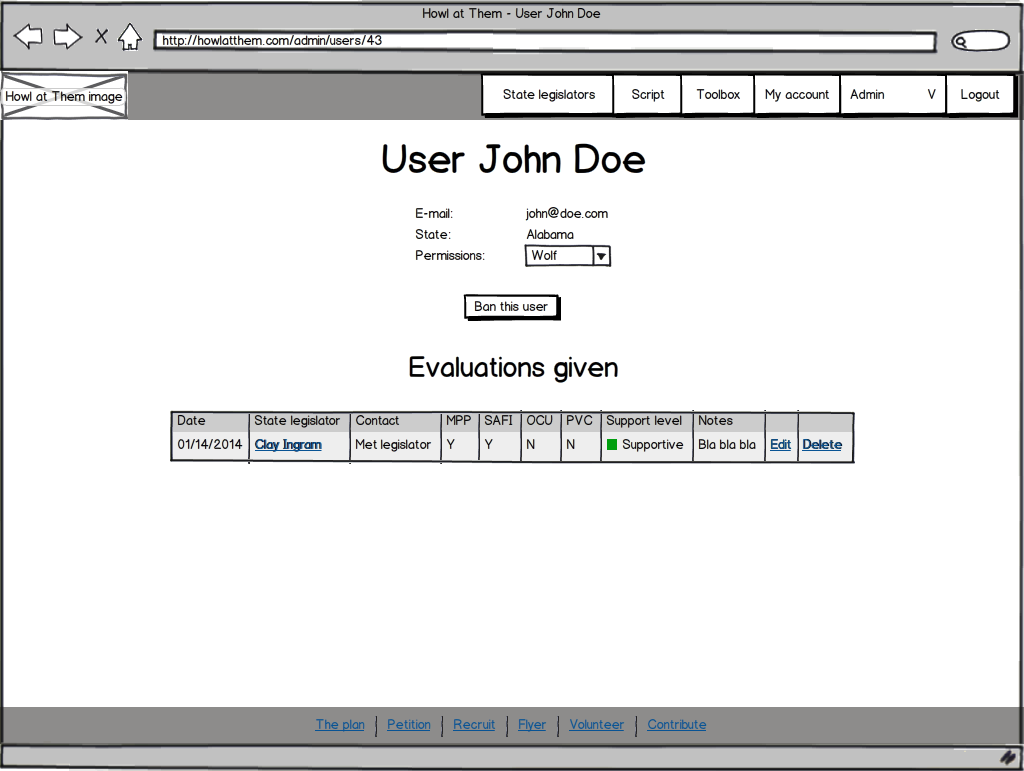 Howl at Them - User John Doe
http://howlatthem.com/admin/users/43
Howl at Them image State legislators Script Toolbox My account Admin V Logout
User John Doe
E-mail: john@doe.com
State: Alabama
Permissions: Wolf
Ban this user
Evaluations given
Date State legislator Contact MPP SAFI OCU PVC Support level Notes
01/14/2014 Clay Ingram Met legislator Y Y N N Supportive Bla bla bla Edit Delete
The plan Petition Recruit Flyer Volunteer Contribute